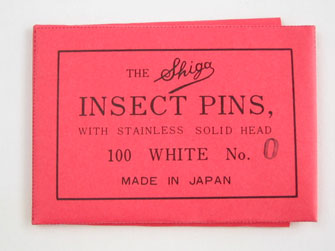 THE Shiga
INSECT PINS,
WITH STAINLESS SOLID HEAD
100 WHITE No. 0
MADE IN JAPAN